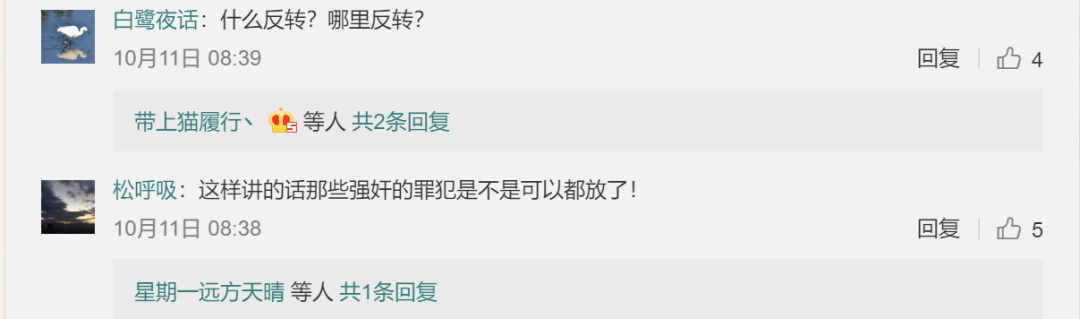 白鹭夜话：什么反转？哪里反转？
10月11日 08:39 回复 4
带上猫履行丶 等人 共2条回复
松呼吸：这样讲的话那些强奸的罪犯是不是可以都放了！
10月11日 08:38 回复 5
星期一远方天晴 等人 共1条回复